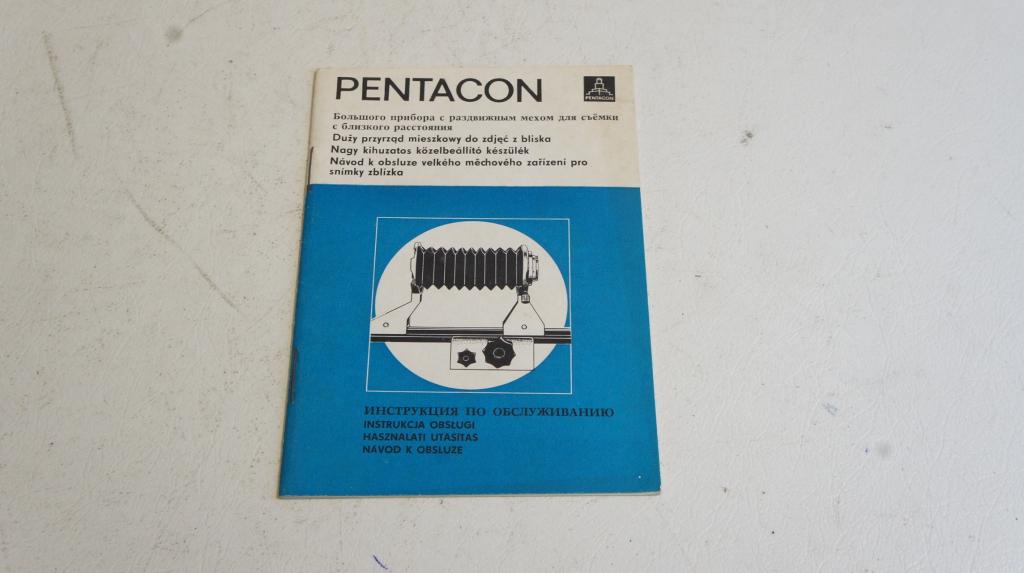 PENTACON
PENTACON
Большого прибора с раздвижным мехом для съёмки
с близкого расстояния
Duży przyrząd mieszkowy do zdjęć z bliska
Nagy kihuzatos közelbeállító készülék
Návod k obsluze velkého měchového zařízení pro
snímky zblízka
ИНСТРУКЦИЯ ПО ОБСЛУЖИВАНИЮ
INSTRUKCJA OBSŁUGI
HASZNALATI UTASITAS
NÁVOD K OBSLUZE